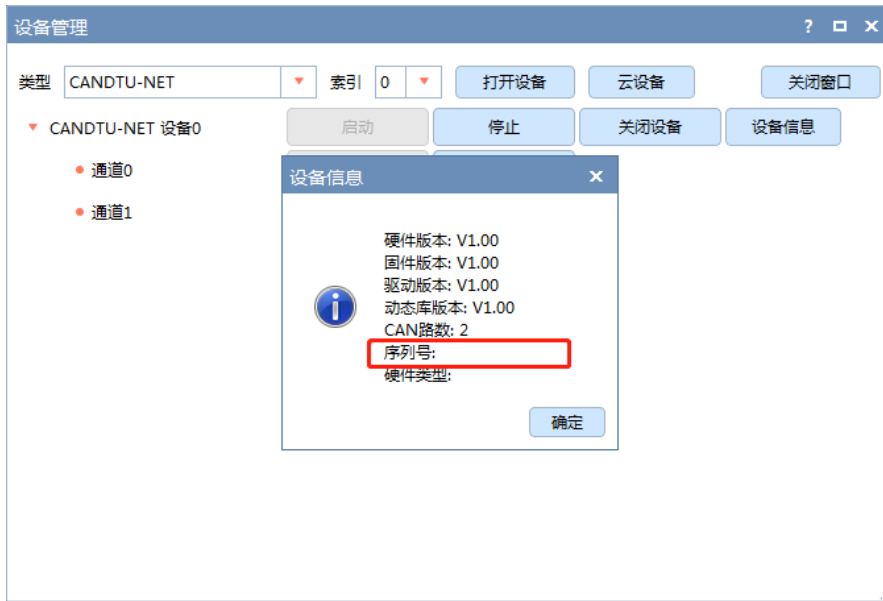 设备管理
类型 CANDTU-NET 索引 0 打开设备 云设备 关闭窗口
CANDTU-NET 设备0 启动 停止 关闭设备 设备信息
通道0
通道1
设备信息
硬件版本: V1.00
固件版本: V1.00
驱动版本: V1.00
动态库版本: V1.00
CAN路数: 2
序列号:
硬件类型:
确定